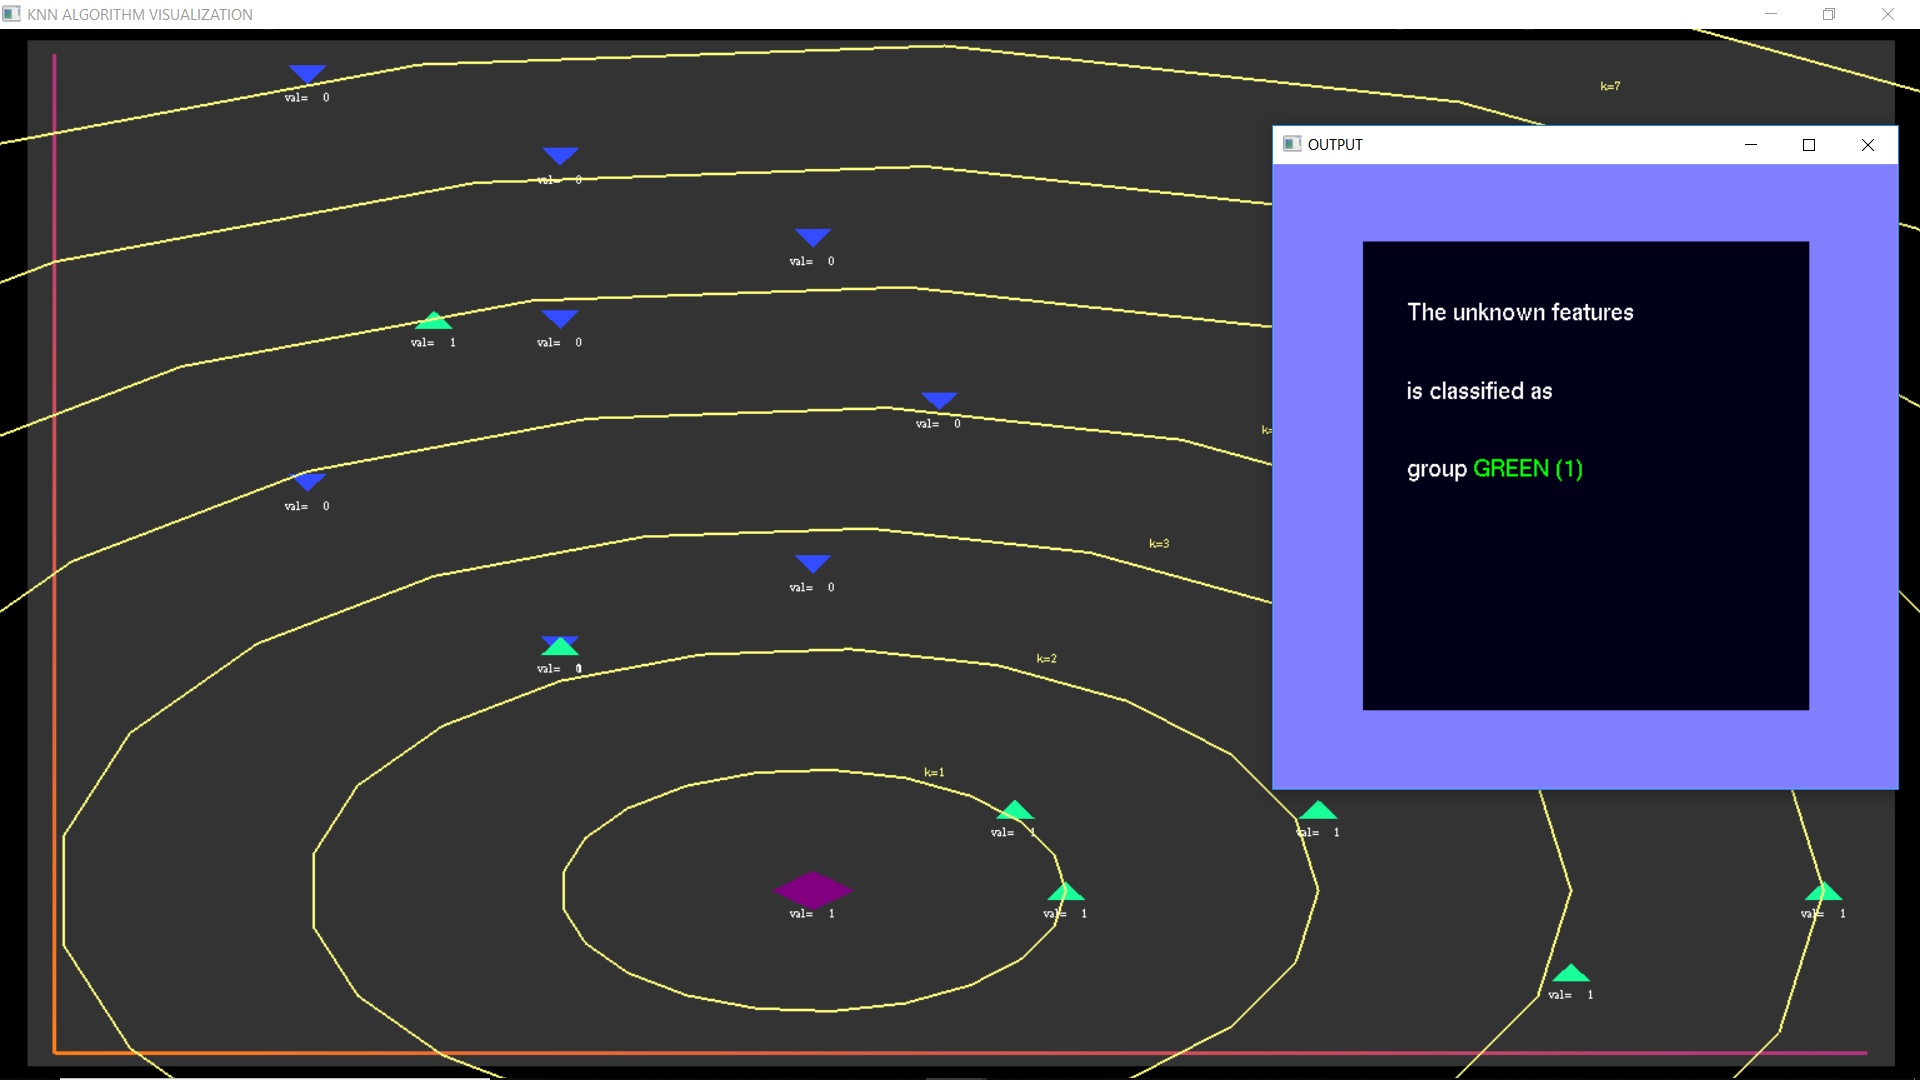 KNN ALGORITHM VISUALIZATION
k=7
val= 0
OUTPUT
val= 0
val= 0
The unknown features
is classified as
group GREEN (1)
val= 1
val= 0
val= 0
val= 0
k=3
val= 0
k=2
val=
k=1
val= 1
val= 1
val= 1
val= 1
val= 1
val= 1